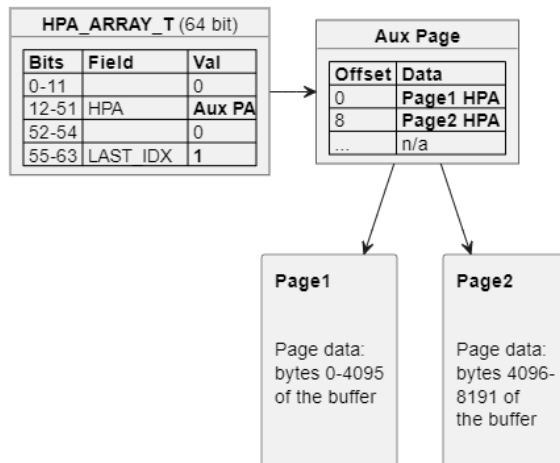 HPA_ARRAY_T (64 bit)
Bits Field Val
0-11 0
12-51 HPA Aux PA
52-54 0
55-63 LAST_IDX 1
Aux Page
Offset Data
0 Page1 HPA
8 Page2 HPA
... n/a
Page1
Page data:
bytes 0-4095
of the buffer
Page2
Page data:
bytes 4096-
8191 of
the buffer